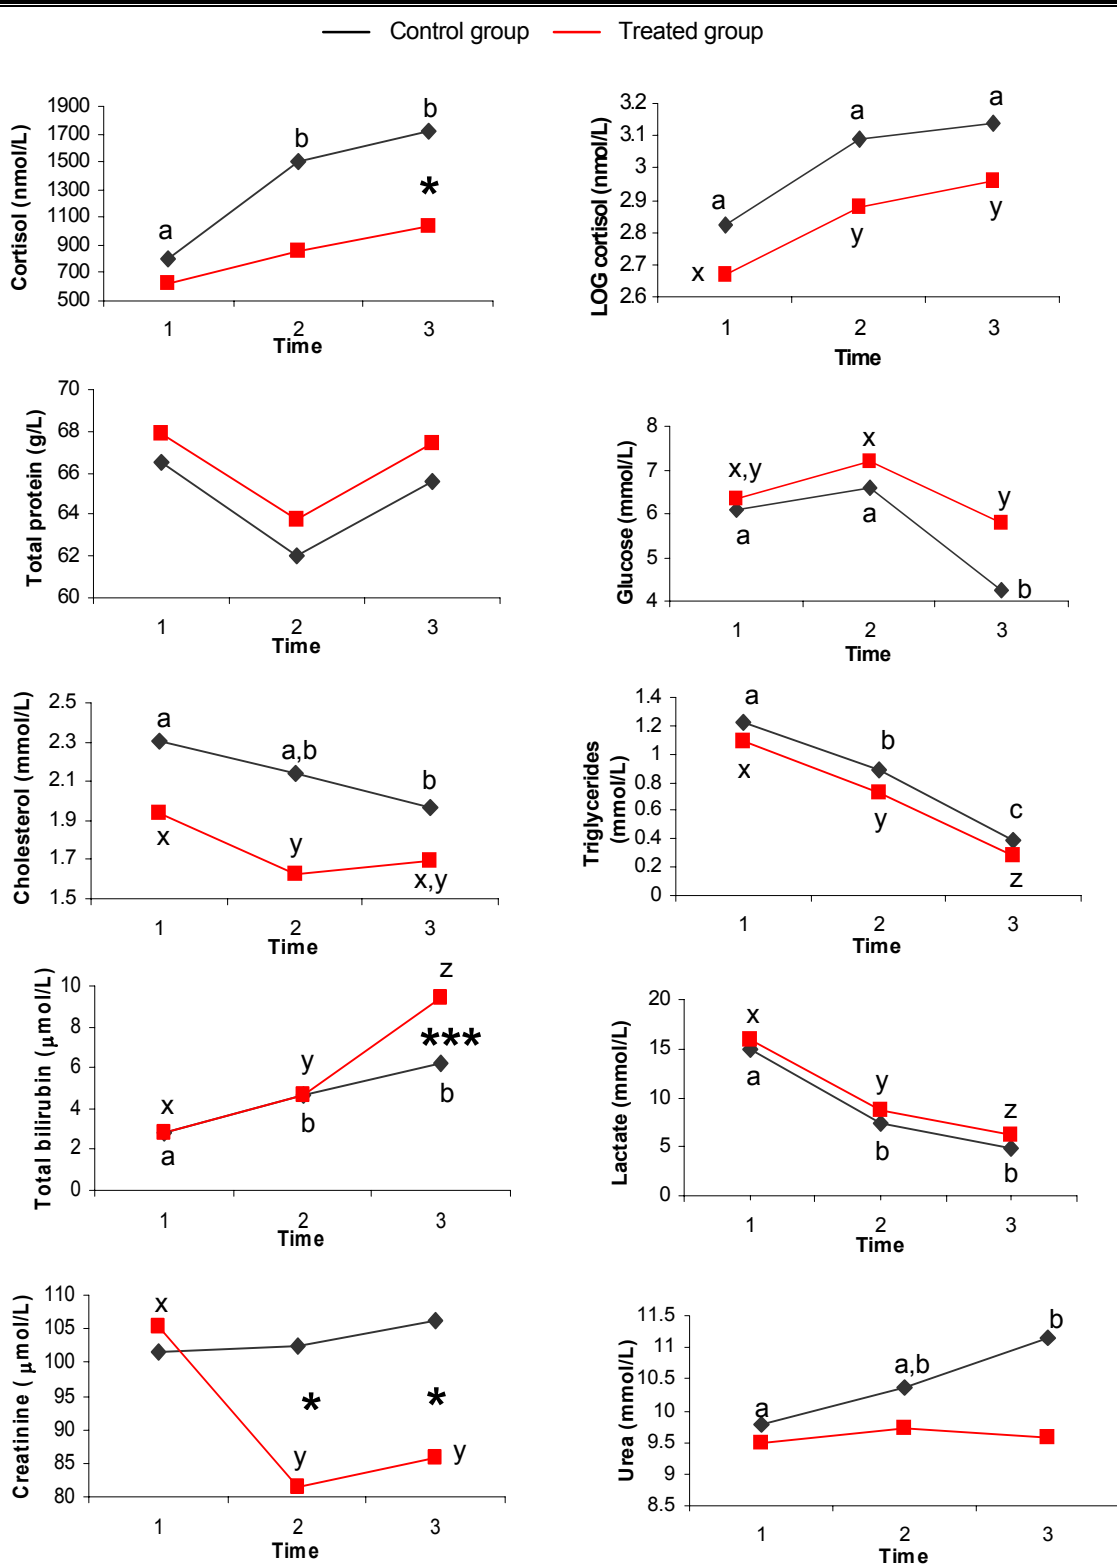 Control group Treated group
Cortisol (nmol/L)
1900
1700
1500
1300
1100
900
700
500
a
b
b
*
1 2 3
Time
LOG cortisol (nmol/L)
3.2
3.1
3
2.9
2.8
2.7
2.6
a
a
a
x
y
y
1 2 3
Time
Total protein (g/L)
70
68
66
64
62
60
1 2 3
Time
Glucose (mmol/L)
8
7
6
5
4
x,y
x
y
a
a
b
1 2 3
Time
Cholesterol (mmol/L)
2.5
2.3
2.1
1.9
1.7
1.5
a
a,b
b
x
y
x,y
1 2 3
Time
Triglycerides
(mmol/L)
1.4
1.2
1
0.8
0.6
0.4
0.2
0
a
b
c
x
y
z
1 2 3
Time
Total bilirubin (μmol/L)
10
8
6
4
2
0
x
y
z
***
a
b
b
1 2 3
Time
Lactate (mmol/L)
20
15
10
5
0
x
y
z
a
b
b
1 2 3
Time
Creatinine ( μmol/L)
110
105
100
95
90
85
80
x
*
*
y
y
1 2 3
Time
Urea (mmol/L)
11.5
11
10.5
10
9.5
9
8.5
a
a,b
b
1 2 3
Time